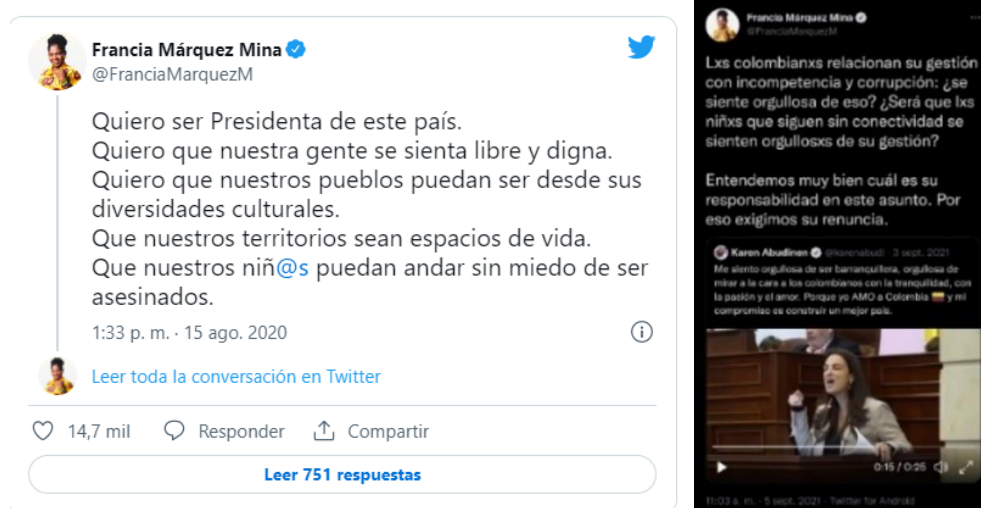 Francia Márquez Mina
@FranciaMarquezM
Quiero ser Presidenta de este país.
Quiero que nuestra gente se sienta libre y digna.
Quiero que nuestros pueblos puedan ser desde sus
diversidades culturales.
Que nuestros territorios sean espacios de vida.
Que nuestros niñ@s puedan andar sin miedo de ser
asesinados.
1:33 p. m. · 15 ago. 2020
Leer toda la conversación en Twitter
14,7 mil Responder Compartir
Leer 751 respuestas
Francia Márquez Mina
@FranciaMarquezM
Lxs colombianxs relacionan su gestión
con incompetencia y corrupción: ¿se
siente orgullosa de eso? ¿Será que lxs
niñxs que siguen sin conectividad se
sienten orgullosxs de su gestión?
Entendemos muy bien cuál es su
responsabilidad en este asunto. Por
eso exigimos su renuncia.
Karen Abudinen @karenabudi · 3 sept. 2021
Me siento orgullosa de ser barranquillera, orgullosa de
mirar a la cara a los colombianos con la tranquilidad, con
la pasión y el amor. Porque yo AMO a Colombia y mi
compromiso es construir un mejor país.
0:15 / 0:25
11:03 a. m. · 5 sept. 2021 · Twitter for Android